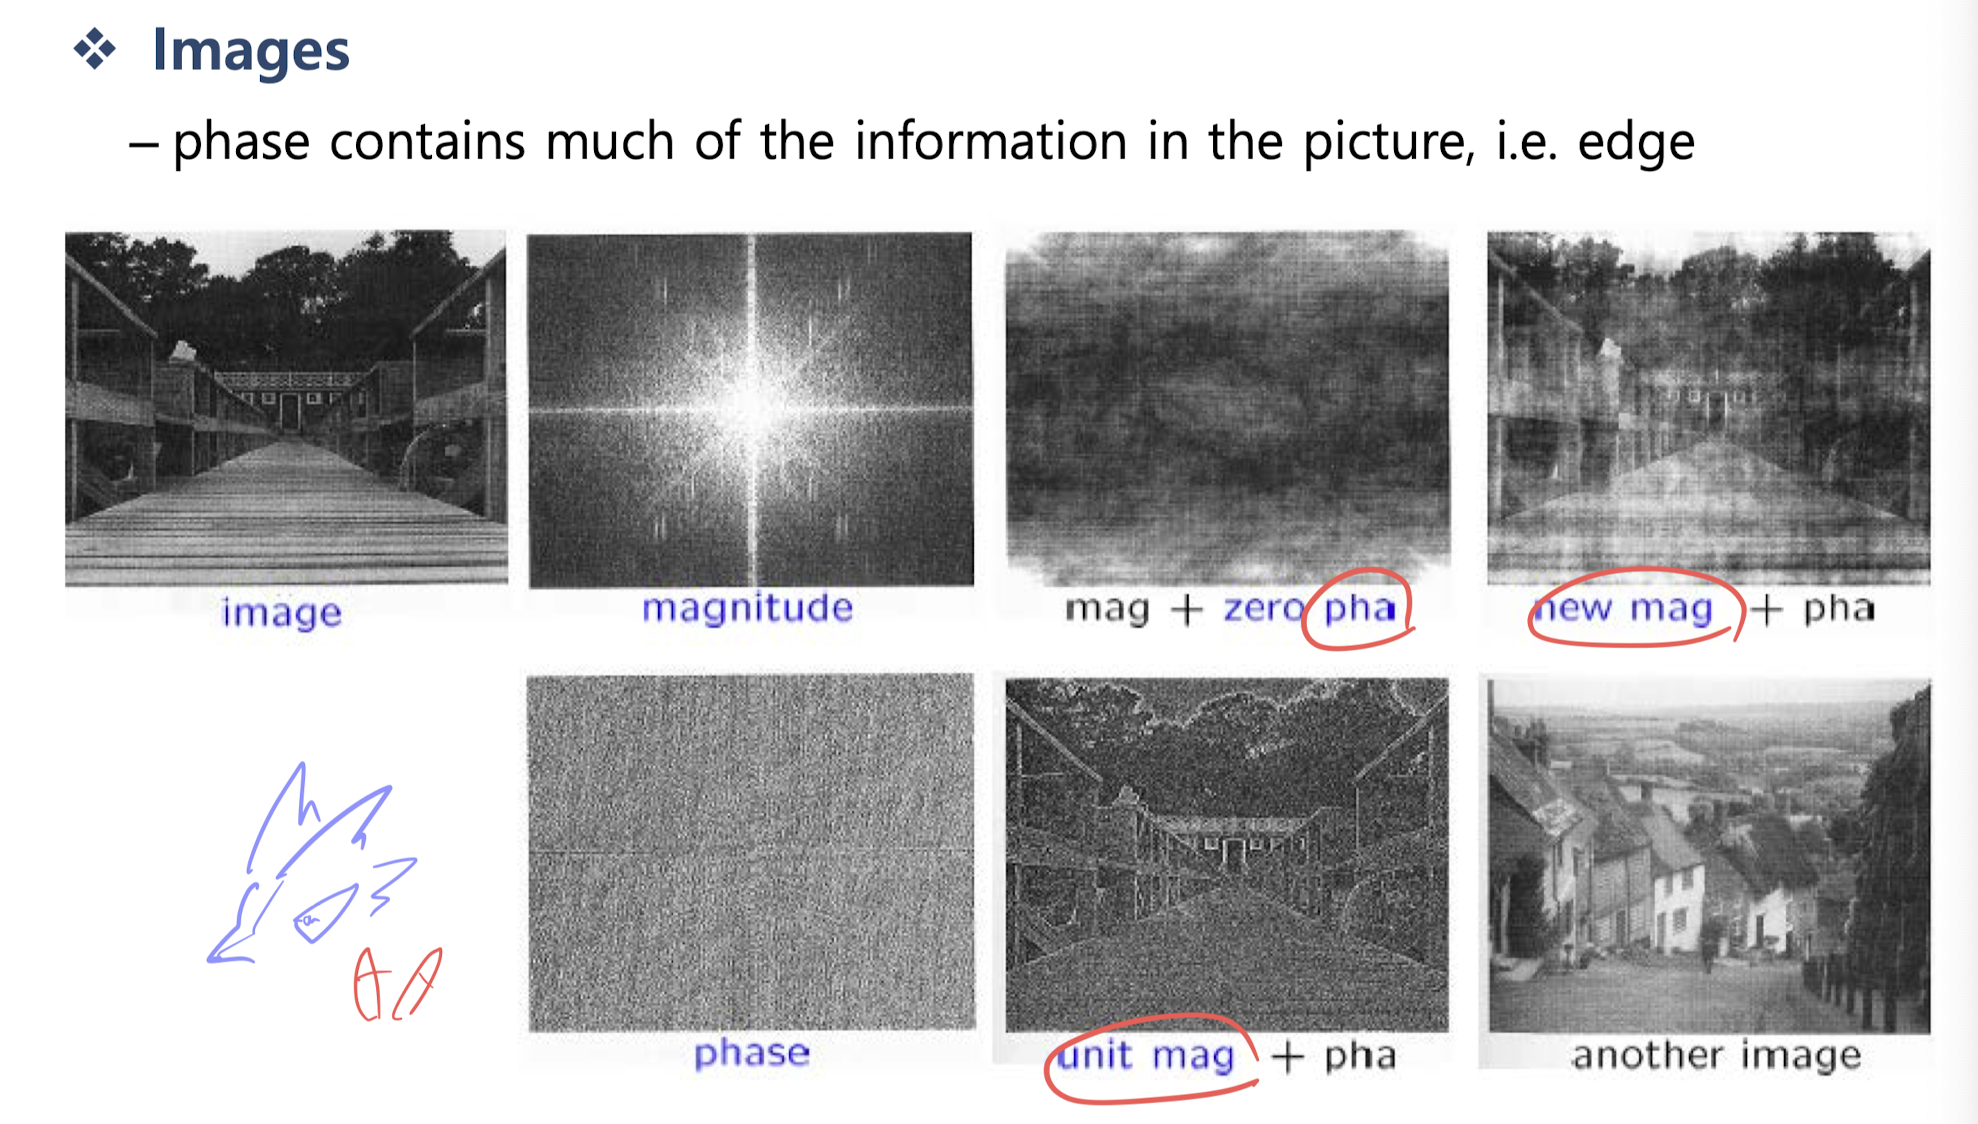 ❖ Images
– phase contains much of the information in the picture, i.e. edge
image
magnitude
mag + zero pha
new mag + pha
phase
unit mag + pha
another image